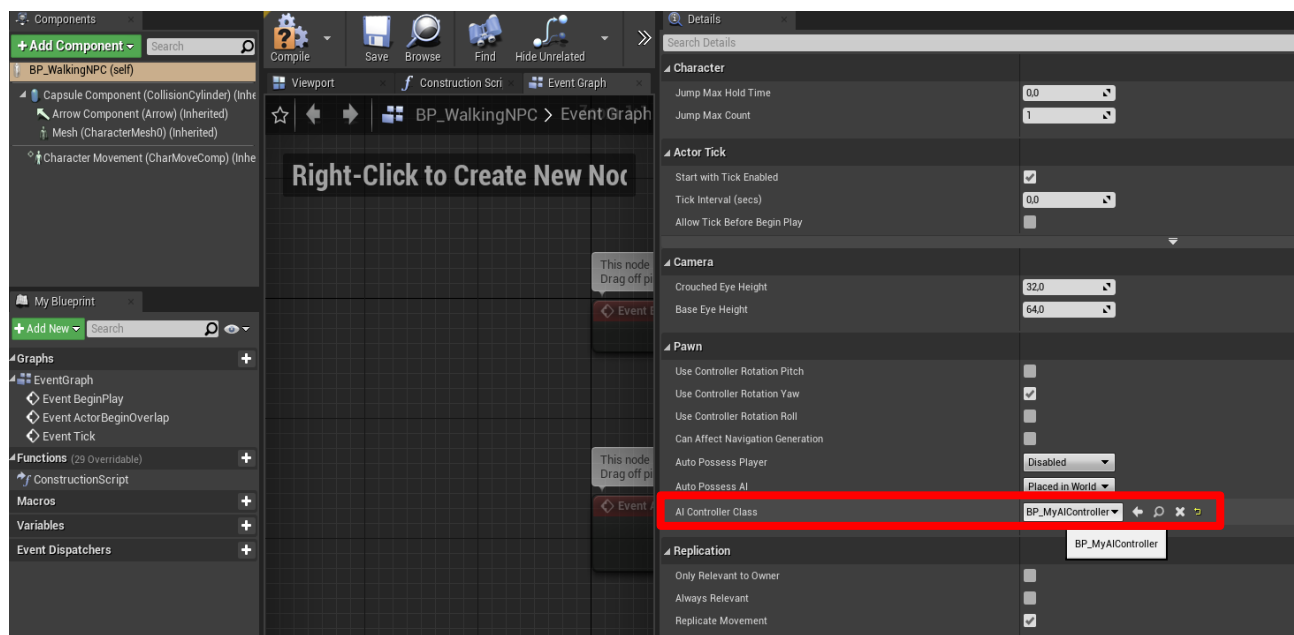 Components
+ Add Component
Search
BP_WalkingNPC (self)
Capsule Component (CollisionCylinder) (Inhe
Arrow Component (Arrow) (Inherited)
Mesh (CharacterMesh0) (Inherited)
Character Movement (CharMoveComp) (Inhe
My Blueprint
+ Add New
Search
Graphs
EventGraph
Event BeginPlay
Event ActorBeginOverlap
Event Tick
Functions (29 Overridable)
ConstructionScript
Macros
Variables
Event Dispatchers
Compile
Save
Browse
Find
Hide Unrelated
Viewport
Construction Scri
Event Graph
BP_WalkingNPC > Event Graph
Right-Click to Create New Noc
This node
Drag off pi
Event B
This node
Drag off pi
Event A
Details
Search Details
Character
Jump Max Hold Time 0,0
Jump Max Count 1
Actor Tick
Start with Tick Enabled
Tick Interval (secs) 0,0
Allow Tick Before Begin Play
Camera
Crouched Eye Height 32,0
Base Eye Height 64,0
Pawn
Use Controller Rotation Pitch
Use Controller Rotation Yaw
Use Controller Rotation Roll
Can Affect Navigation Generation
Auto Possess Player Disabled
Auto Possess AI Placed in World
AI Controller Class BP_MyAIController
BP_MyAIController
Replication
Only Relevant to Owner
Always Relevant
Replicate Movement